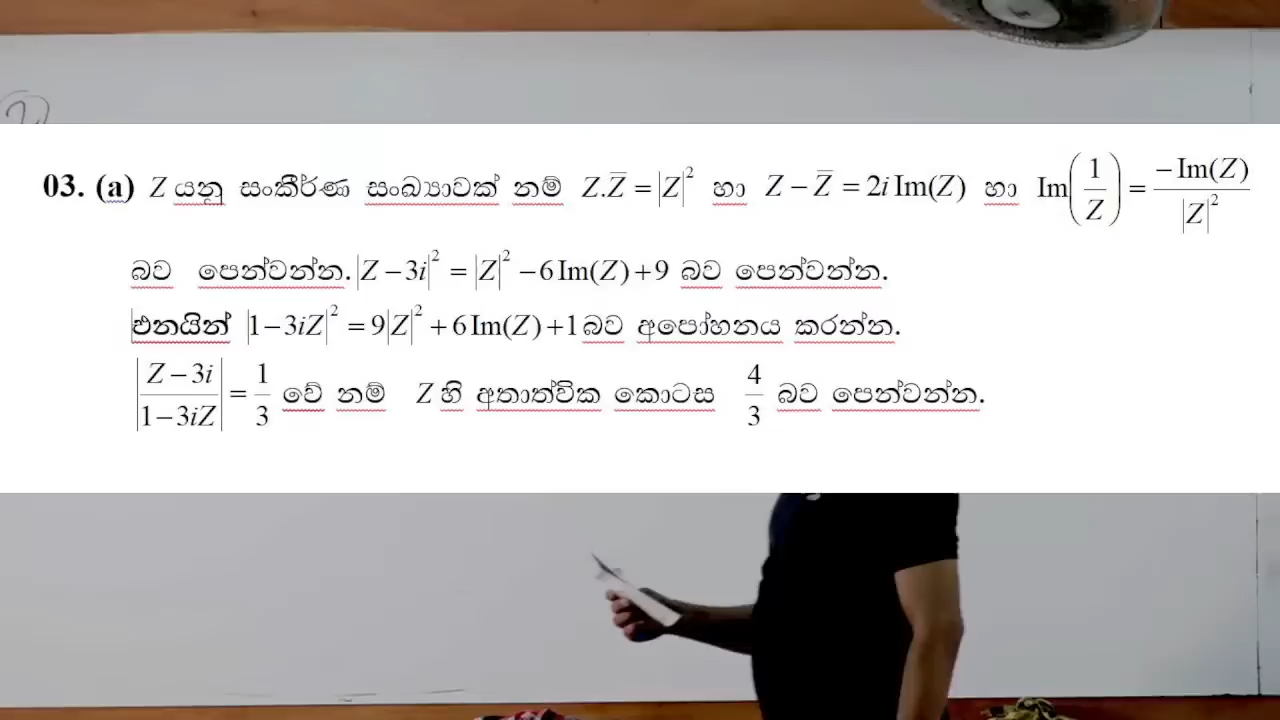 03. (a) Z යනු සංකීර්ණ සංඛ්‍යාවක් නම් Z.Z̅ = |Z|² හා Z − Z̅ = 2i Im(Z) හා Im(1/Z) = −Im(Z)/|Z|²
බව පෙන්වන්න. |Z − 3i|² = |Z|² − 6 Im(Z) + 9 බව පෙන්වන්න.
එනයින් |1 − 3iZ|² = 9|Z|² + 6 Im(Z) + 1 බව අපෝහනය කරන්න.
|(Z − 3i)/(1 − 3iZ)| = 1/3 වේ නම් Z හි අතාත්වික කොටස 4/3 බව පෙන්වන්න.